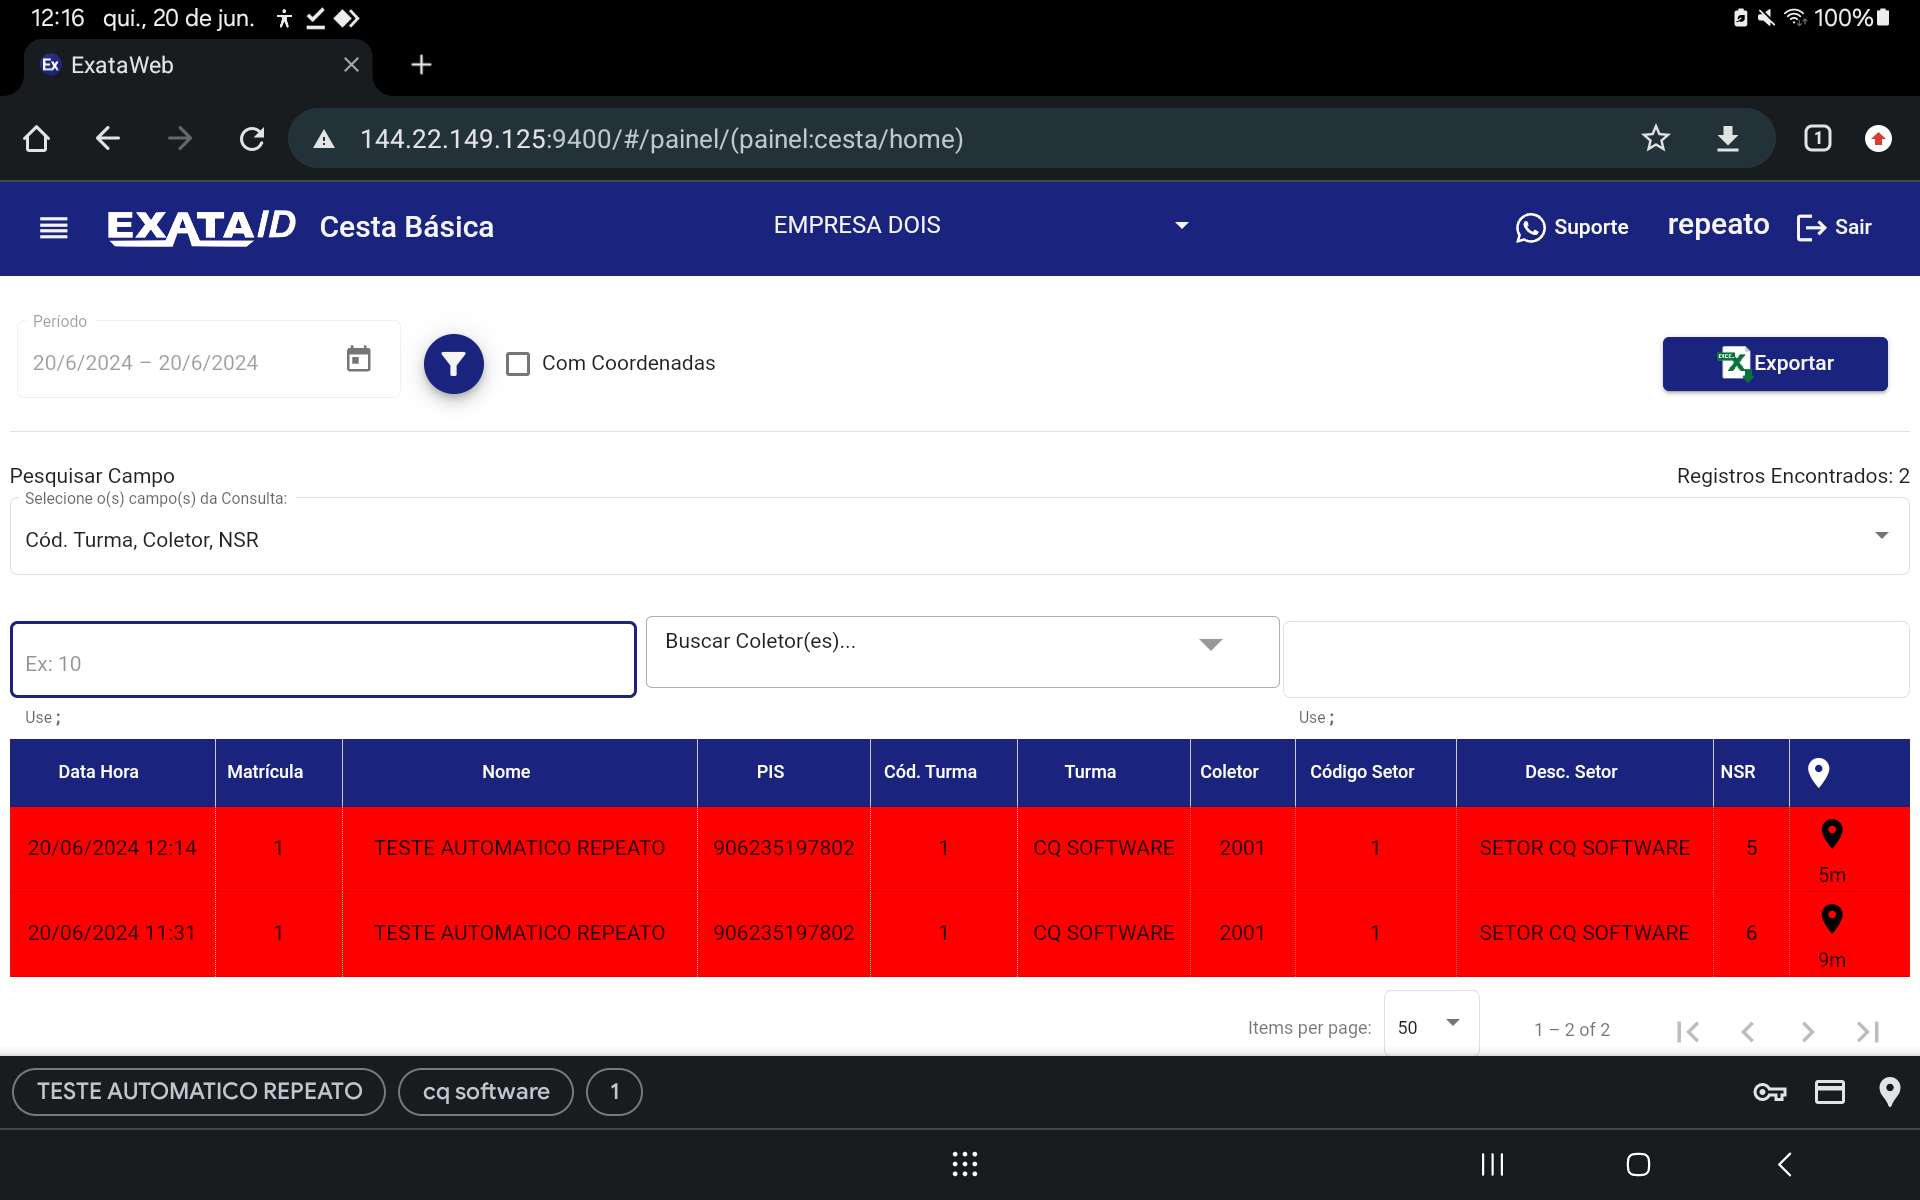 12:16 qui., 20 de jun. 100%
Ex ExataWeb
144.22.149.125:9400/#/painel/(painel:cesta/home) 1
EXATA ID Cesta Básica EMPRESA DOIS Suporte repeato Sair
Período
20/6/2024 – 20/6/2024 Com Coordenadas Exportar
Pesquisar Campo Registros Encontrados: 2
Selecione o(s) campo(s) da Consulta:
Cód. Turma, Coletor, NSR
Ex: 10 Buscar Coletor(es)...
Use ; Use ;
Data Hora Matrícula Nome PIS Cód. Turma Turma Coletor Código Setor Desc. Setor NSR
20/06/2024 12:14 1 TESTE AUTOMATICO REPEATO 906235197802 1 CQ SOFTWARE 2001 1 SETOR CQ SOFTWARE 5 5m
20/06/2024 11:31 1 TESTE AUTOMATICO REPEATO 906235197802 1 CQ SOFTWARE 2001 1 SETOR CQ SOFTWARE 6 9m
Items per page: 50 1 – 2 of 2
TESTE AUTOMATICO REPEATO cq software 1